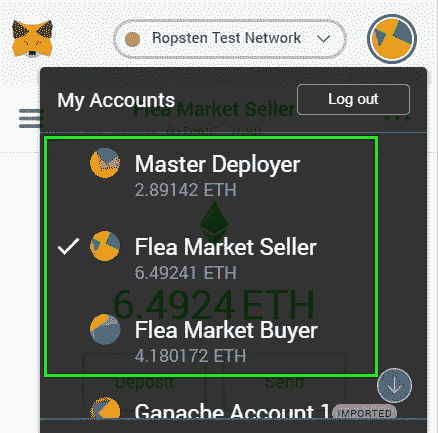 Ropsten Test Network
My Accounts
Log out
Flea Market Seller
Master Deployer
2.89142 ETH
Flea Market Seller
6.49241 ETH
6.4924 ETH
Flea Market Buyer
4.180172 ETH
Deposit
Send
Ganache Account 1
IMPORTED